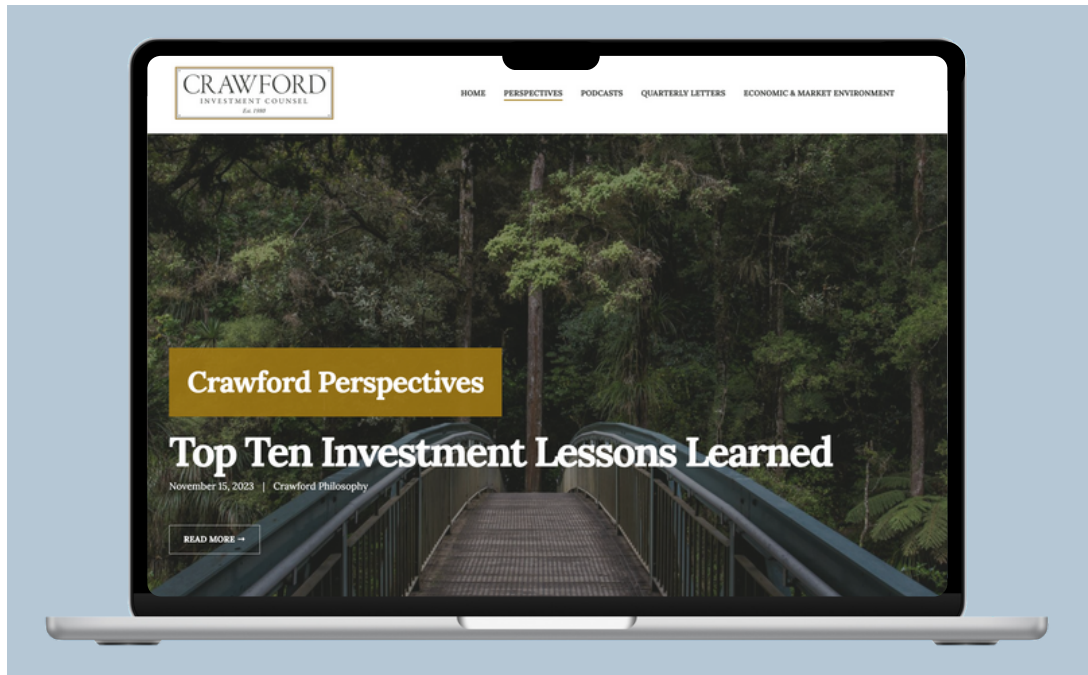 CRAWFORD
INVESTMENT COUNSEL
Est. 1980
HOME PERSPECTIVES PODCASTS QUARTERLY LETTERS ECONOMIC & MARKET ENVIRONMENT
Crawford Perspectives
Top Ten Investment Lessons Learned
November 15, 2023 | Crawford Philosophy
READ MORE →